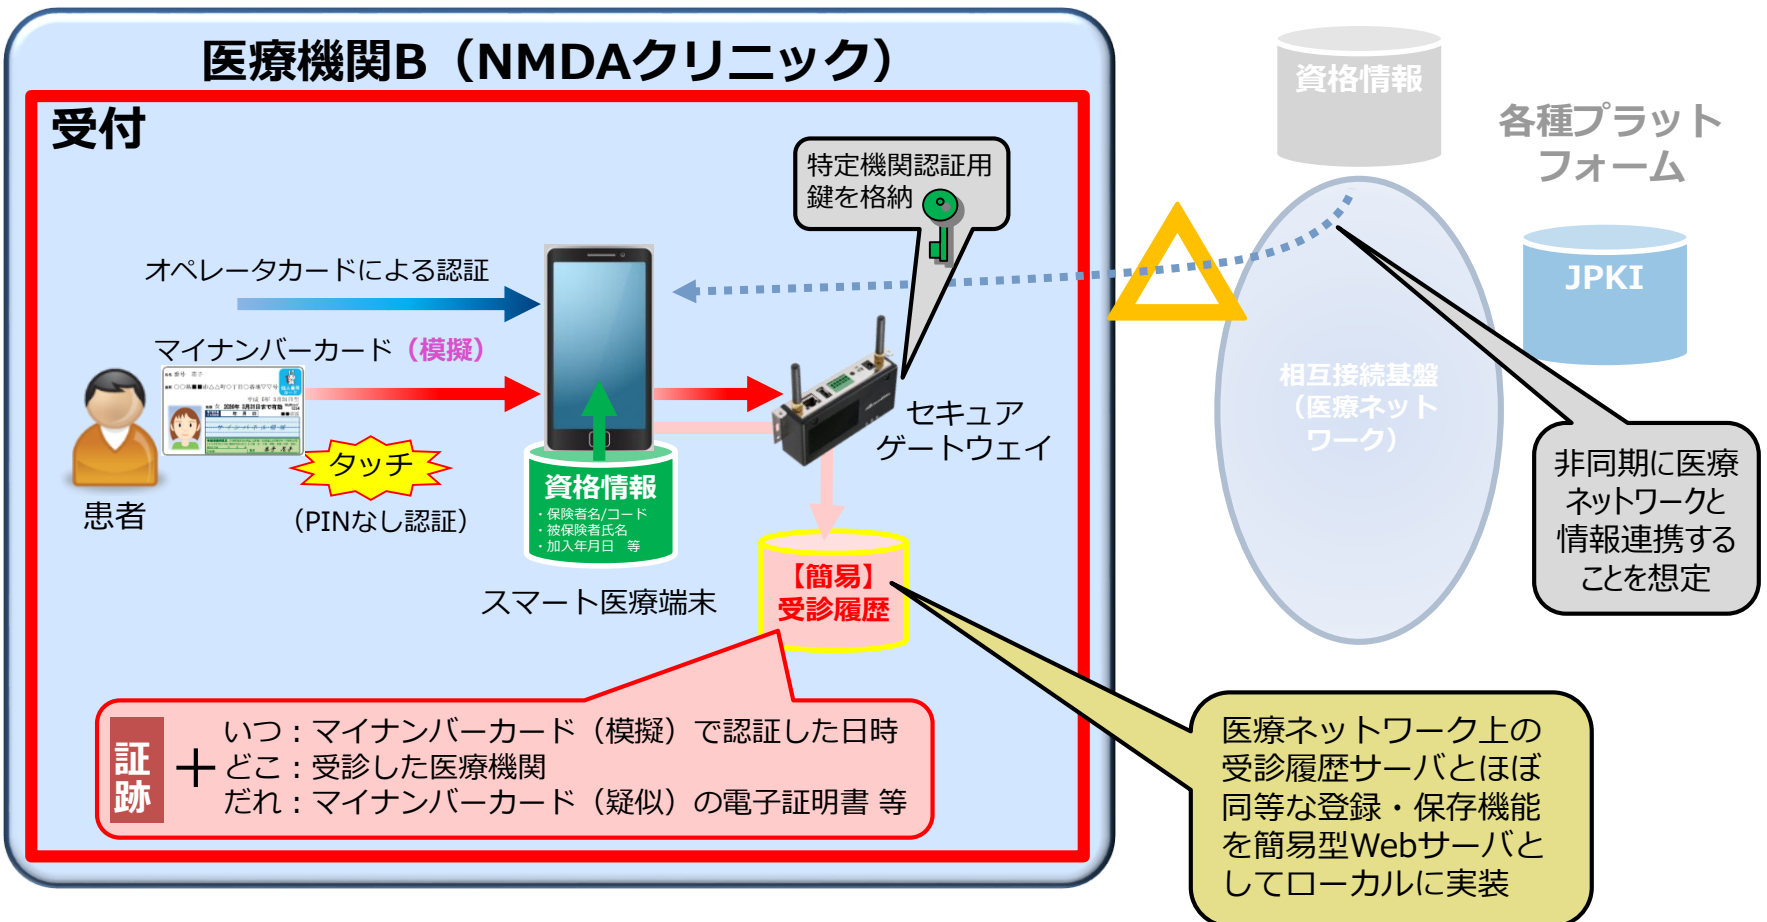 医療機関B（NMDAクリニック）
受付
特定機関認証用
鍵を格納
オペレータカードによる認証
マイナンバーカード（模擬）
タッチ
（PINなし認証）
患者
資格情報
・保険者名/コード
・被保険者氏名
・加入年月日　等
スマート医療端末
セキュア
ゲートウェイ
【簡易】
受診履歴
証跡
＋
いつ：マイナンバーカード（模擬）で認証した日時
どこ：受診した医療機関
だれ：マイナンバーカード（疑似）の電子証明書 等
資格情報
各種プラット
フォーム
JPKI
相互接続基盤
（医療ネット
ワーク）
非同期に医療
ネットワークと
情報連携する
ことを想定
医療ネットワーク上の
受診履歴サーバとほぼ
同等な登録・保存機能
を簡易型Webサーバと
してローカルに実装